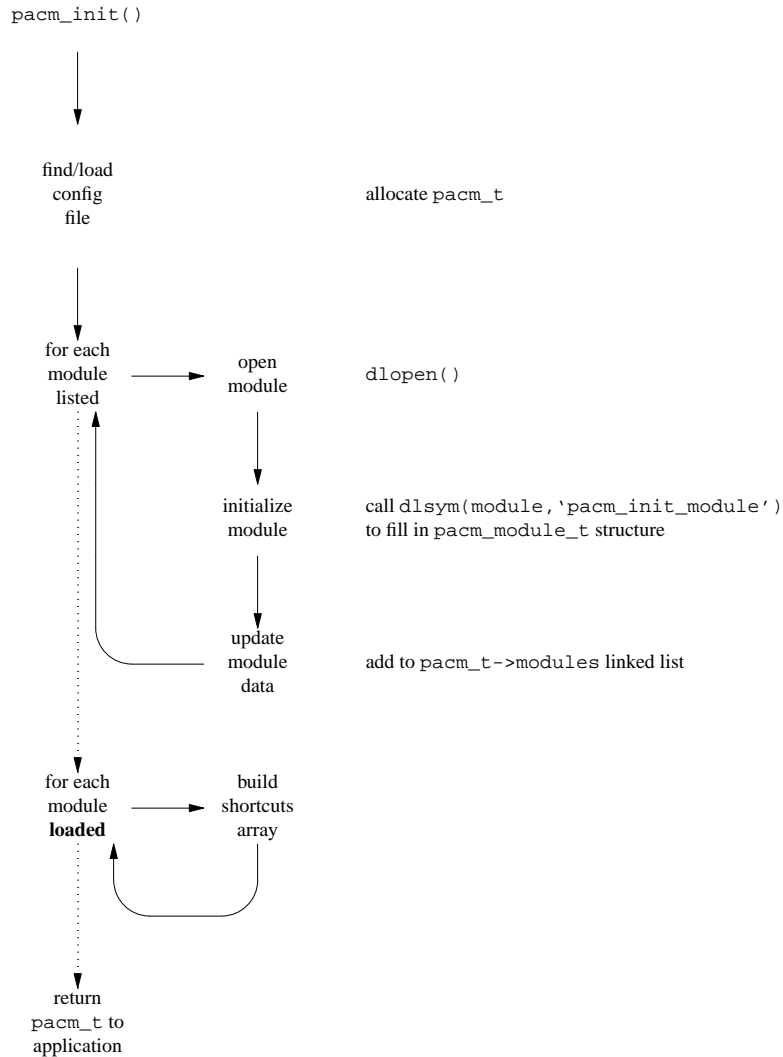 pacm_init()
find/load
config
file
allocate pacm_t
for each
module
listed
open
module
dlopen()
initialize
module
call dlsym(module,‘pacm_init_module’)
to fill in pacm_module_t structure
update
module
data
add to pacm_t->modules linked list
for each
module
loaded
build
shortcuts
array
return
pacm_t to
application